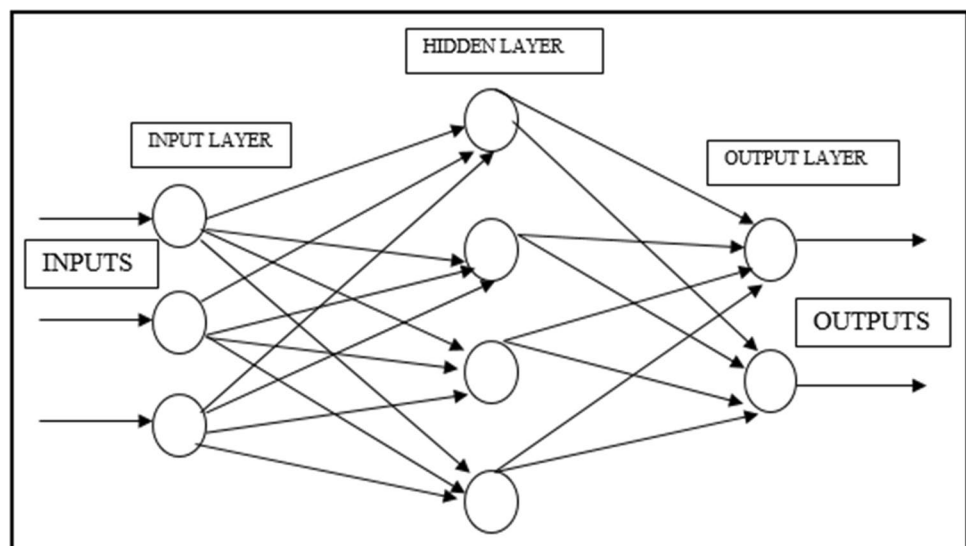 HIDDEN LAYER
INPUT LAYER
OUTPUT LAYER
INPUTS
OUTPUTS